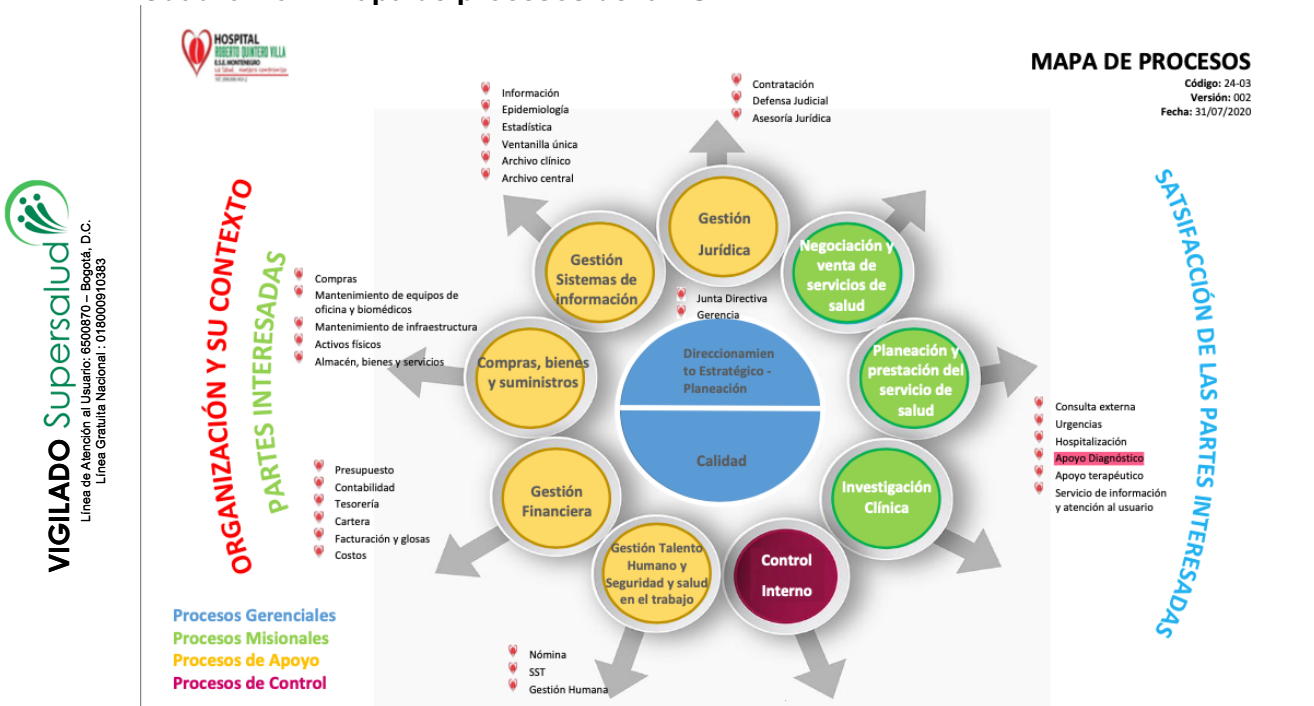 HOSPITAL
ROBERTO QUINTERO VILLA
E.S.E. MONTENEGRO
MAPA DE PROCESOS
Código: 24-03
Versión: 002
Fecha: 31/07/2020
VIGILADO Supersalud
Línea de Atención al Usuario: 6500870 – Bogotá, D.C.
Línea Gratuita Nacional: 018000910383
ORGANIZACIÓN Y SU CONTEXTO
PARTES INTERESADAS
Información
Epidemiología
Estadística
Ventanilla única
Archivo clínico
Archivo central
Contratación
Defensa Judicial
Asesoría Jurídica
Gestión
Jurídica
Gestión
Sistemas de
información
Negociación y
venta de
servicios de
salud
Compras
Mantenimiento de equipos de
oficina y biomédicos
Mantenimiento de infraestructura
Activos físicos
Almacén, bienes y servicios
Junta Directiva
Gerencia
Compras, bienes
y suministros
Direccionamien
to Estratégico -
Planeación
Calidad
Planeación y
prestación del
servicio de
salud
Consulta externa
Urgencias
Hospitalización
Apoyo Diagnóstico
Apoyo terapéutico
Servicio de información
y atención al usuario
Presupuesto
Contabilidad
Tesorería
Cartera
Facturación y glosas
Costos
Gestión
Financiera
Investigación
Clínica
Gestión Talento
Humano y
Seguridad y salud
en el trabajo
Control
Interno
Nómina
SST
Gestión Humana
Procesos Gerenciales
Procesos Misionales
Procesos de Apoyo
Procesos de Control
SATSIFACCIÓN DE LAS PARTES INTERESADAS